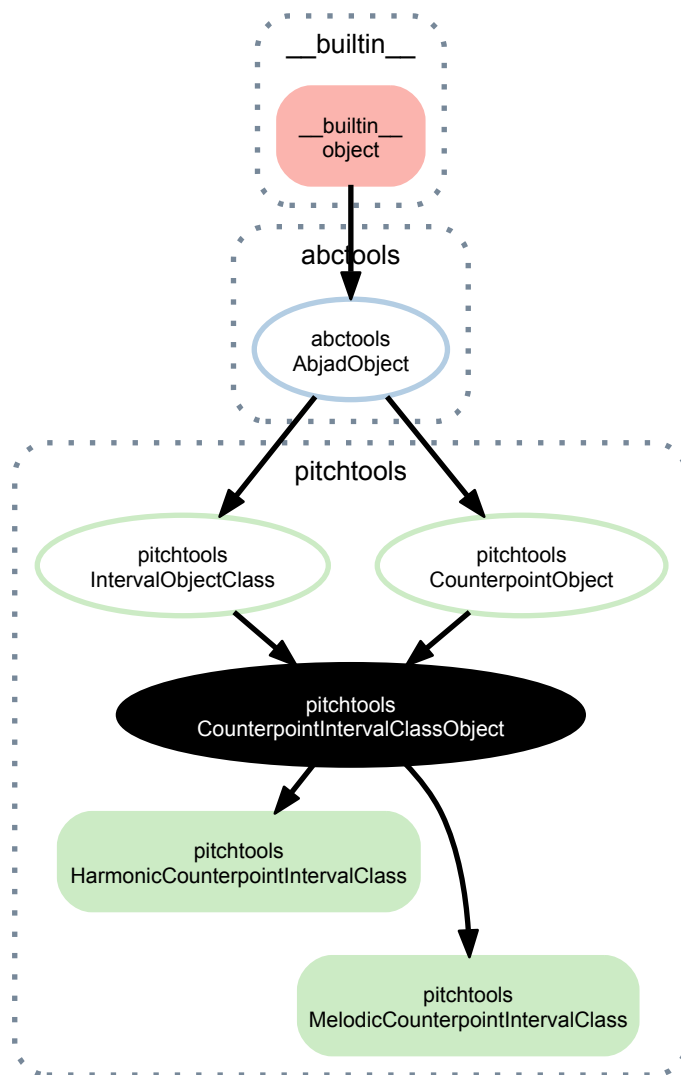 __builtin__
__builtin__
object
abctools
abctools
AbjadObject
pitchtools
pitchtools
IntervalObjectClass
pitchtools
CounterpointObject
pitchtools
CounterpointIntervalClassObject
pitchtools
HarmonicCounterpointIntervalClass
pitchtools
MelodicCounterpointIntervalClass